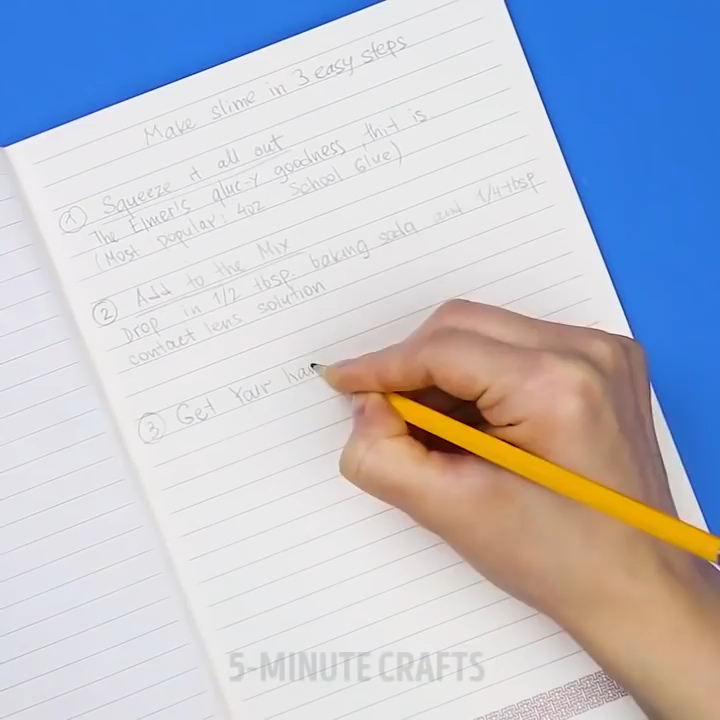 Make slime in 3 easy steps
① Squeeze it all out
The Elmer's glue-y goodness thit is
(Most popular: 4oz School Glue)
② Add to the Mix
Drop in 1/2 tbsp. baking soda and 1/4 tbsp
contact lens solution
③ Get Your han
5-MINUTE CRAFTS